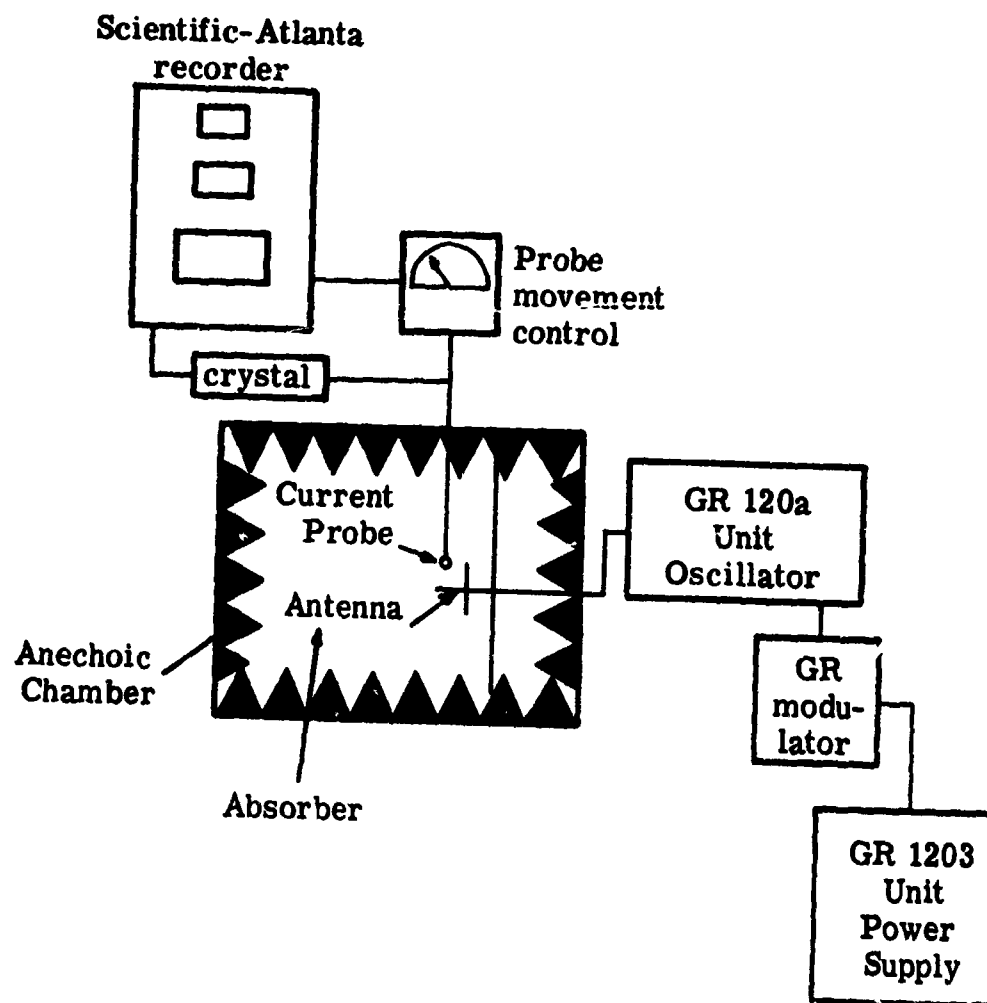 Scientific-Atlanta
recorder
Probe
movement
control
crystal
Current
Probe
Antenna
GR 120a
Unit
Oscillator
Anechoic
Chamber
GR
modu-
lator
Absorber
GR 1203
Unit
Power
Supply